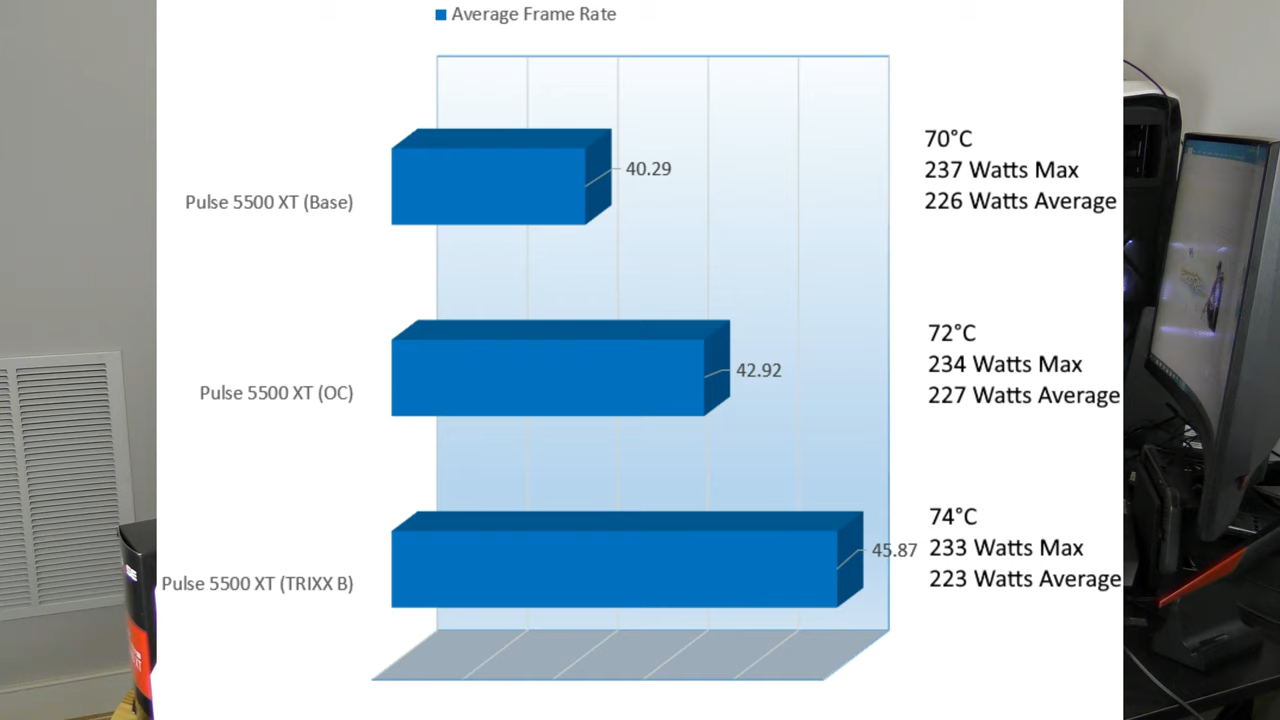 Average Frame Rate
70°C
237 Watts Max
226 Watts Average
40.29
Pulse 5500 XT (Base)
72°C
234 Watts Max
227 Watts Average
42.92
Pulse 5500 XT (OC)
74°C
233 Watts Max
223 Watts Average
45.87
Pulse 5500 XT (TRIXX B)